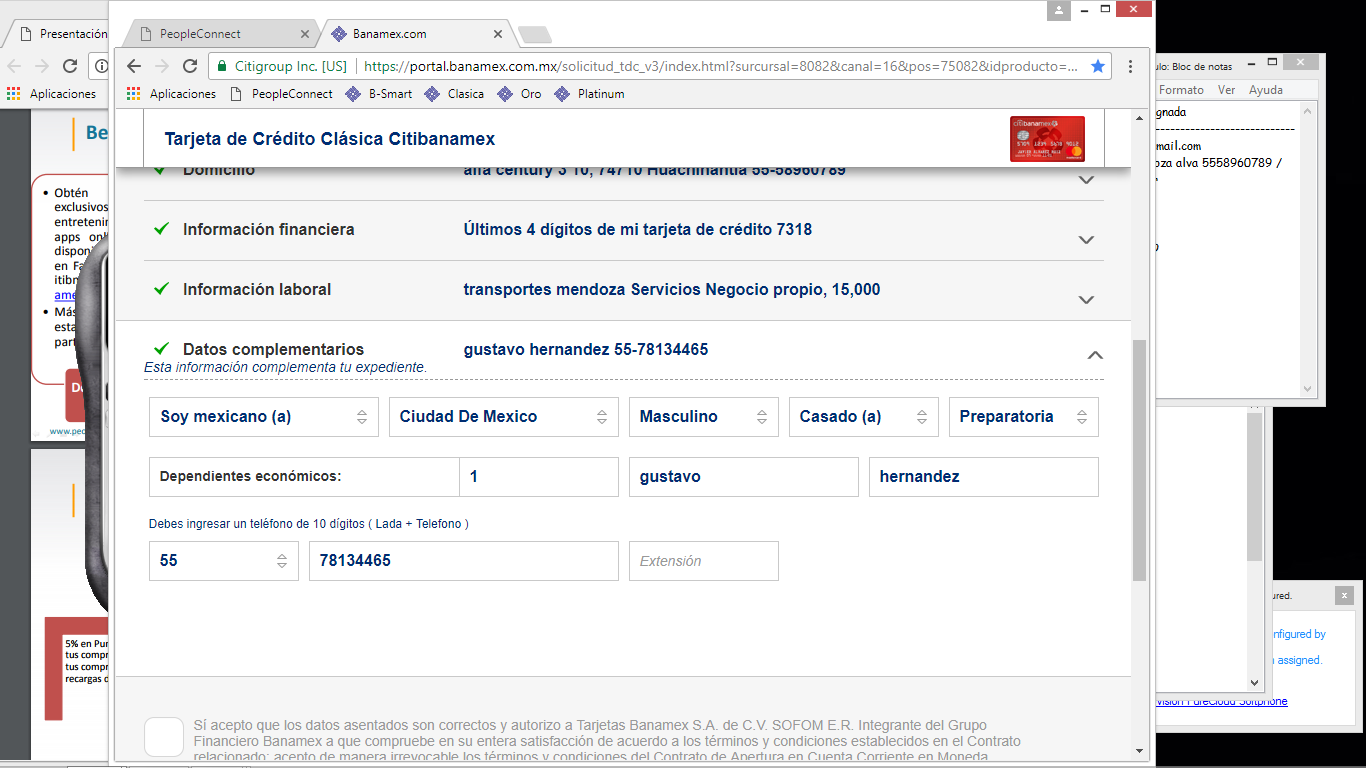 Presentación
PeopleConnect
Banamex.com
Citigroup Inc. [US]
https://portal.banamex.com.mx/solicitud_tdc_v3/index.html?surcursal=8082&canal=16&pos=75082&idproducto=...
Aplicaciones
Aplicaciones
PeopleConnect
B-Smart
Clasica
Oro
Platinum
ulo: Bloc de notas
Formato Ver Ayuda
gnada
mail.com
oza alva 5558960789 /
Be
• Obtén
exclusivos
entretenim
apps onl
disponi
en Fa
itibn
ame
• Más
esta
part
www.peo
5% en Pur
tus compr
tus compr
recargas d
Tarjeta de Crédito Clásica Citibanamex
citibanamex
Domicilio
alfa century 3 10, 74710 Huachinantla 55-58960789
Información financiera
Últimos 4 dígitos de mi tarjeta de crédito 7318
Información laboral
transportes mendoza Servicios Negocio propio, 15,000
Datos complementarios
gustavo hernandez 55-78134465
Esta información complementa tu expediente.
Soy mexicano (a)
Ciudad De Mexico
Masculino
Casado (a)
Preparatoria
Dependientes económicos:
1
gustavo
hernandez
Debes ingresar un teléfono de 10 dígitos ( Lada + Telefono )
55
78134465
Extensión
Sí acepto que los datos asentados son correctos y autorizo a Tarjetas Banamex S.A. de C.V. SOFOM E.R. Integrante del Grupo
Financiero Banamex a que compruebe en su entera satisfacción de acuerdo a los términos y condiciones establecidos en el Contrato
relacionado; acepto de manera irrevocable los términos y condiciones del Contrato de Apertura en Cuenta Corriente en Moneda
ured.
nfigured by
assigned.
vision PureCloud Softphone